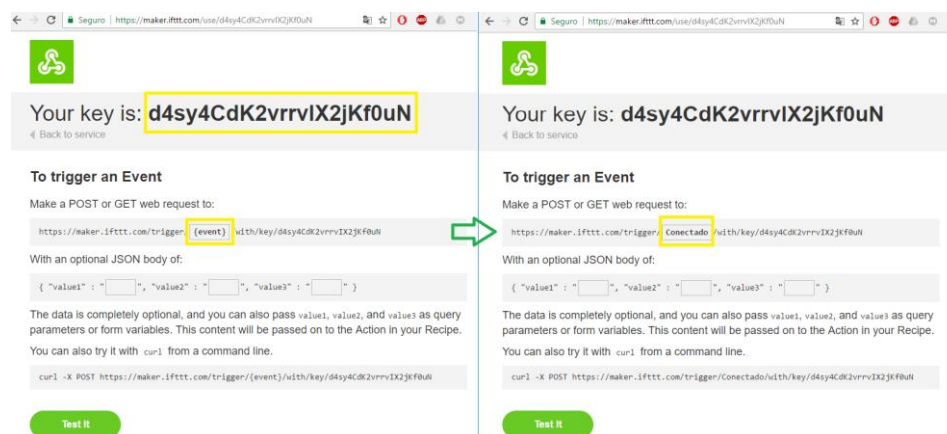 Seguro | https://maker.ifttt.com/use/d4sy4CdK2vrrvIX2jKf0uN
Your key is: d4sy4CdK2vrrvIX2jKf0uN
Back to service
To trigger an Event
Make a POST or GET web request to:
https://maker.ifttt.com/trigger/ {event} /with/key/d4sy4CdK2vrrvIX2jKf0uN
With an optional JSON body of:
{ "value1" : " ", "value2" : " ", "value3" : " " }
The data is completely optional, and you can also pass value1, value2, and value3 as query
parameters or form variables. This content will be passed on to the Action in your Recipe.
You can also try it with curl from a command line.
curl -X POST https://maker.ifttt.com/trigger/{event}/with/key/d4sy4CdK2vrrvIX2jKf0uN
Test It
Seguro | https://maker.ifttt.com/use/d4sy4CdK2vrrvIX2jKf0uN
Your key is: d4sy4CdK2vrrvIX2jKf0uN
Back to service
To trigger an Event
Make a POST or GET web request to:
https://maker.ifttt.com/trigger/ Conectado /with/key/d4sy4CdK2vrrvIX2jKf0uN
With an optional JSON body of:
{ "value1" : " ", "value2" : " ", "value3" : " " }
The data is completely optional, and you can also pass value1, value2, and value3 as query
parameters or form variables. This content will be passed on to the Action in your Recipe.
You can also try it with curl from a command line.
curl -X POST https://maker.ifttt.com/trigger/Conectado/with/key/d4sy4CdK2vrrvIX2jKf0uN
Test It